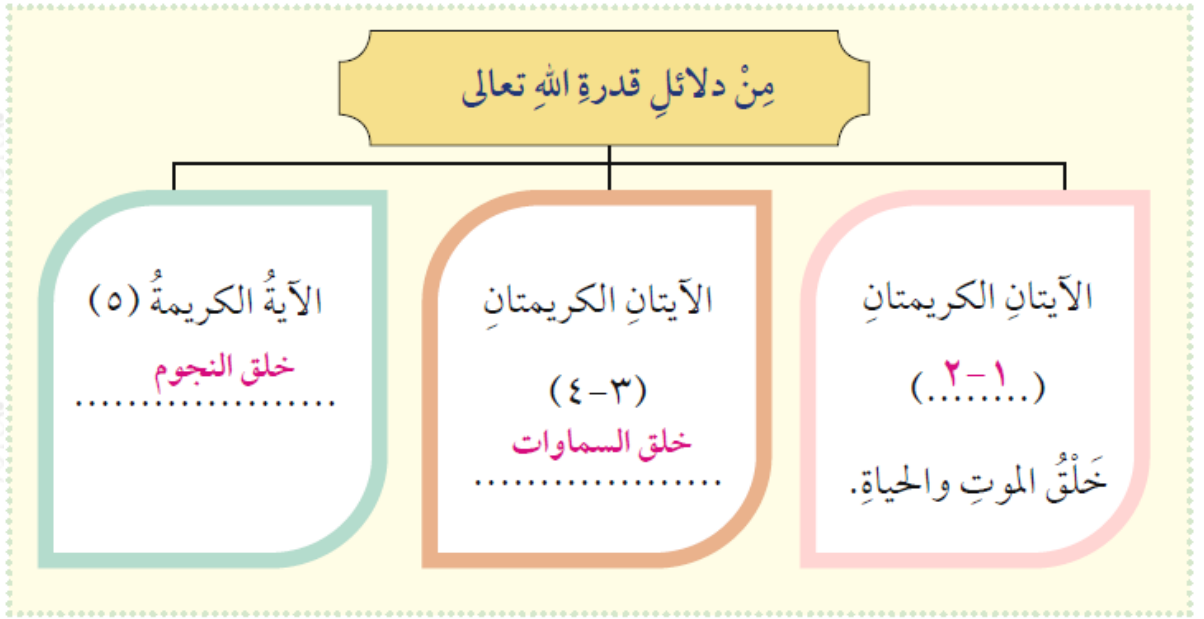 مِنْ دلائلِ قدرةِ اللهِ تعالى
الآيتانِ الكريمتانِ
(..١-٢..)
خَلْقُ الموتِ والحياةِ.
الآيتانِ الكريمتانِ
(٣-٤)
خلق السماوات
...................
الآيةُ الكريمةُ (٥)
خلق النجوم
....................